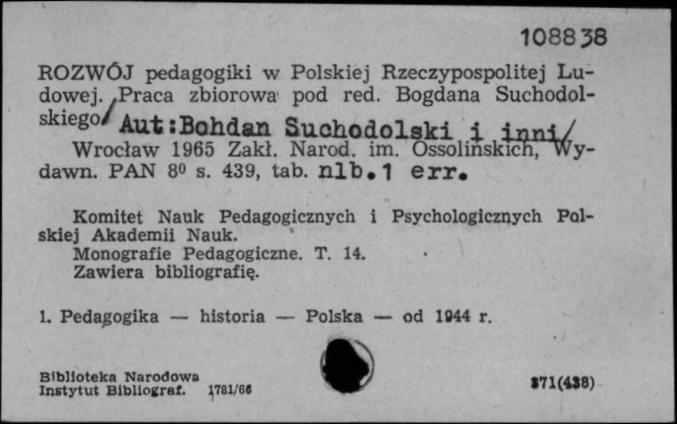 108838
ROZWÓJ pedagogiki w Polskiej Rzeczypospolitej Lu-
dowej. /Praca zbiorowa pod red. Bogdana Suchodol-
skiego/ Aut:Bohdan Suchodolski i inni/
Wrocław 1965 Zakł. Narod. im. Ossolińskich, Wy-
dawn. PAN 8⁰ s. 439, tab. nlb.1 err.
Komitet Nauk Pedagogicznych i Psychologicznych Pol-
skiej Akademii Nauk.
Monografie Pedagogiczne. T. 14.
Zawiera bibliografię.
1. Pedagogika — historia — Polska — od 1944 r.
Biblioteka Narodowa
Instytut Bibliograf. 1781/66
371(438)